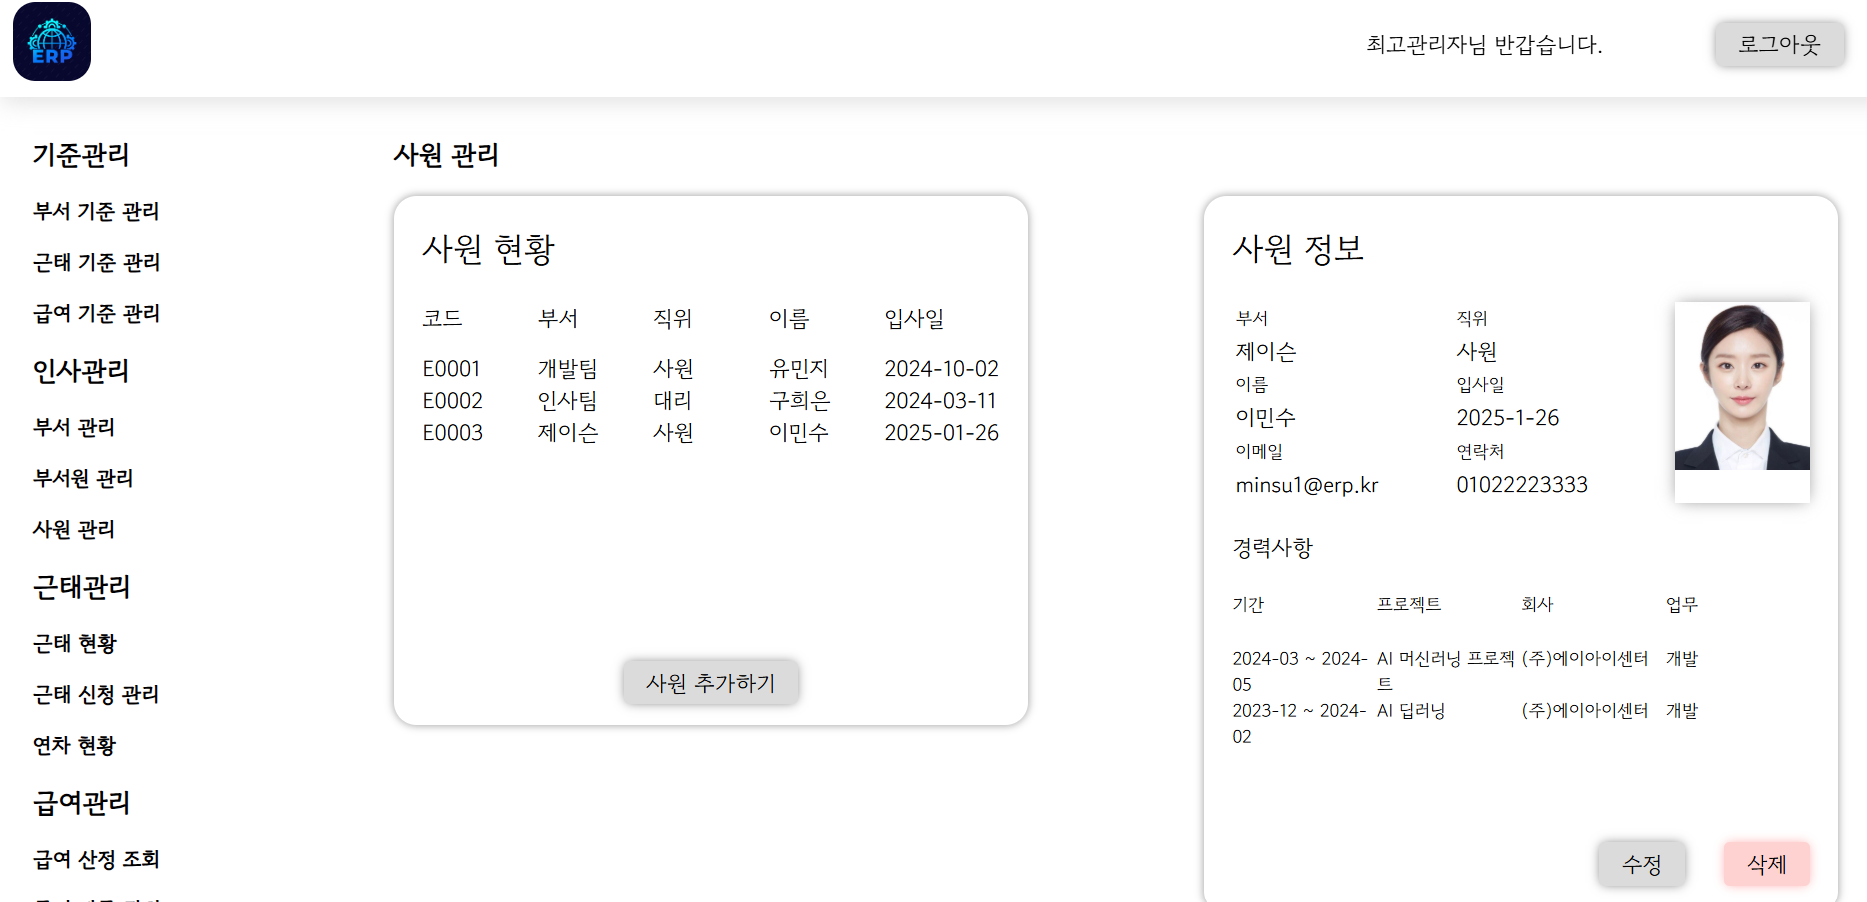 ERP
최고관리자님 반갑습니다.
로그아웃
기준관리
부서 기준 관리
근태 기준 관리
급여 기준 관리
인사관리
부서 관리
부서원 관리
사원 관리
근태관리
근태 현황
근태 신청 관리
연차 현황
급여관리
급여 산정 조회
사원 관리
사원 현황
코드 부서 직위 이름 입사일
E0001 개발팀 사원 유민지 2024-10-02
E0002 인사팀 대리 구희은 2024-03-11
E0003 제이슨 사원 이민수 2025-01-26
사원 추가하기
사원 정보
부서 직위
제이슨 사원
이름 입사일
이민수 2025-1-26
이메일 연락처
minsu1@erp.kr 01022223333
경력사항
기간 프로젝트 회사 업무
2024-03 ~ 2024- AI 머신러닝 프로젝 (주)에이아이센터 개발
05 트
2023-12 ~ 2024- AI 딥러닝 (주)에이아이센터 개발
02
수정 삭제